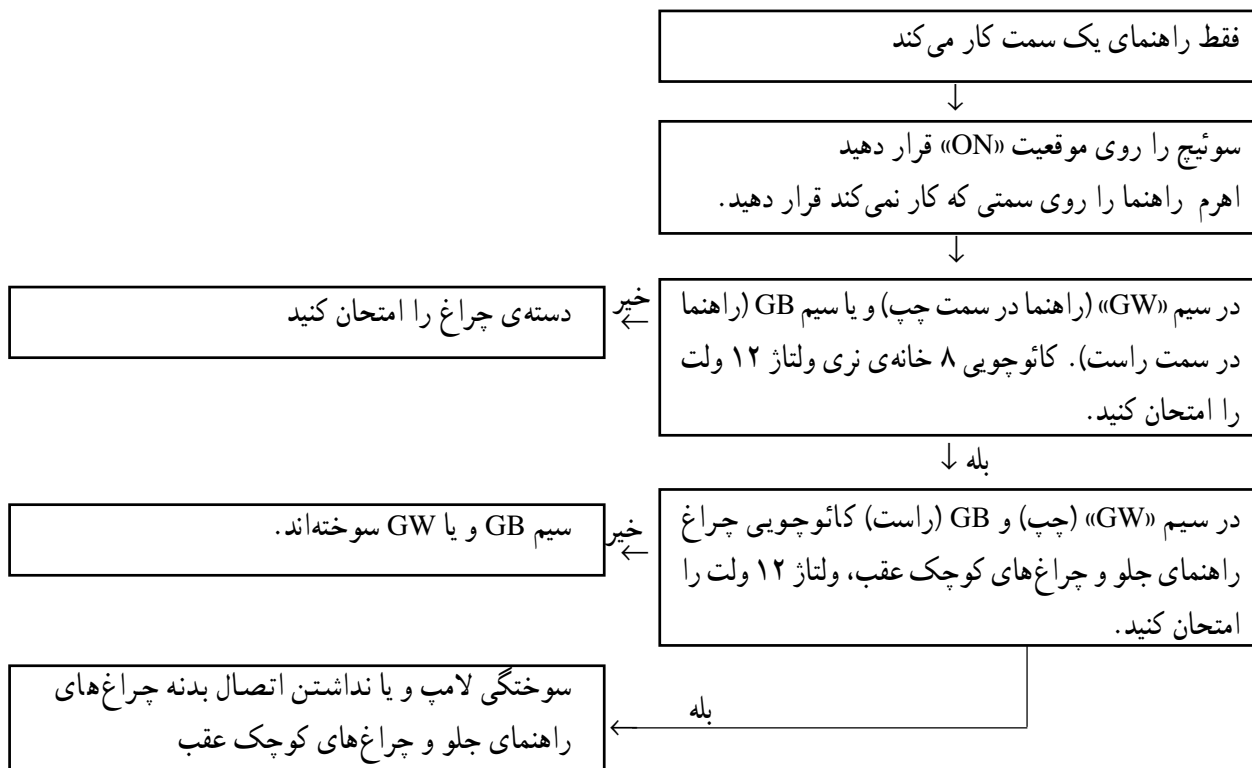 فقط راهنمای یک سمت کار می‌کند
↓
سوئیچ را روی موقعیت «ON» قرار دهید
اهرم راهنما را روی سمتی که کار نمی‌کند قرار دهید.
↓
در سیم «GW» (راهنما در سمت چپ) و یا سیم GB (راهنما
در سمت راست). کائوچویی ۸ خانه‌ی نری ولتاژ ۱۲ ولت
را امتحان کنید.
خیر
←
دسته‌ی چراغ را امتحان کنید
بله ↓
در سیم «GW» (چپ) و GB (راست) کائوچویی چراغ
راهنمای جلو و چراغ‌های کوچک عقب، ولتاژ ۱۲ ولت را
امتحان کنید.
خیر
←
سیم GB و یا GW سوخته‌اند.
بله
←
سوختگی لامپ و یا نداشتن اتصال بدنه چراغ‌های
راهنمای جلو و چراغ‌های کوچک عقب